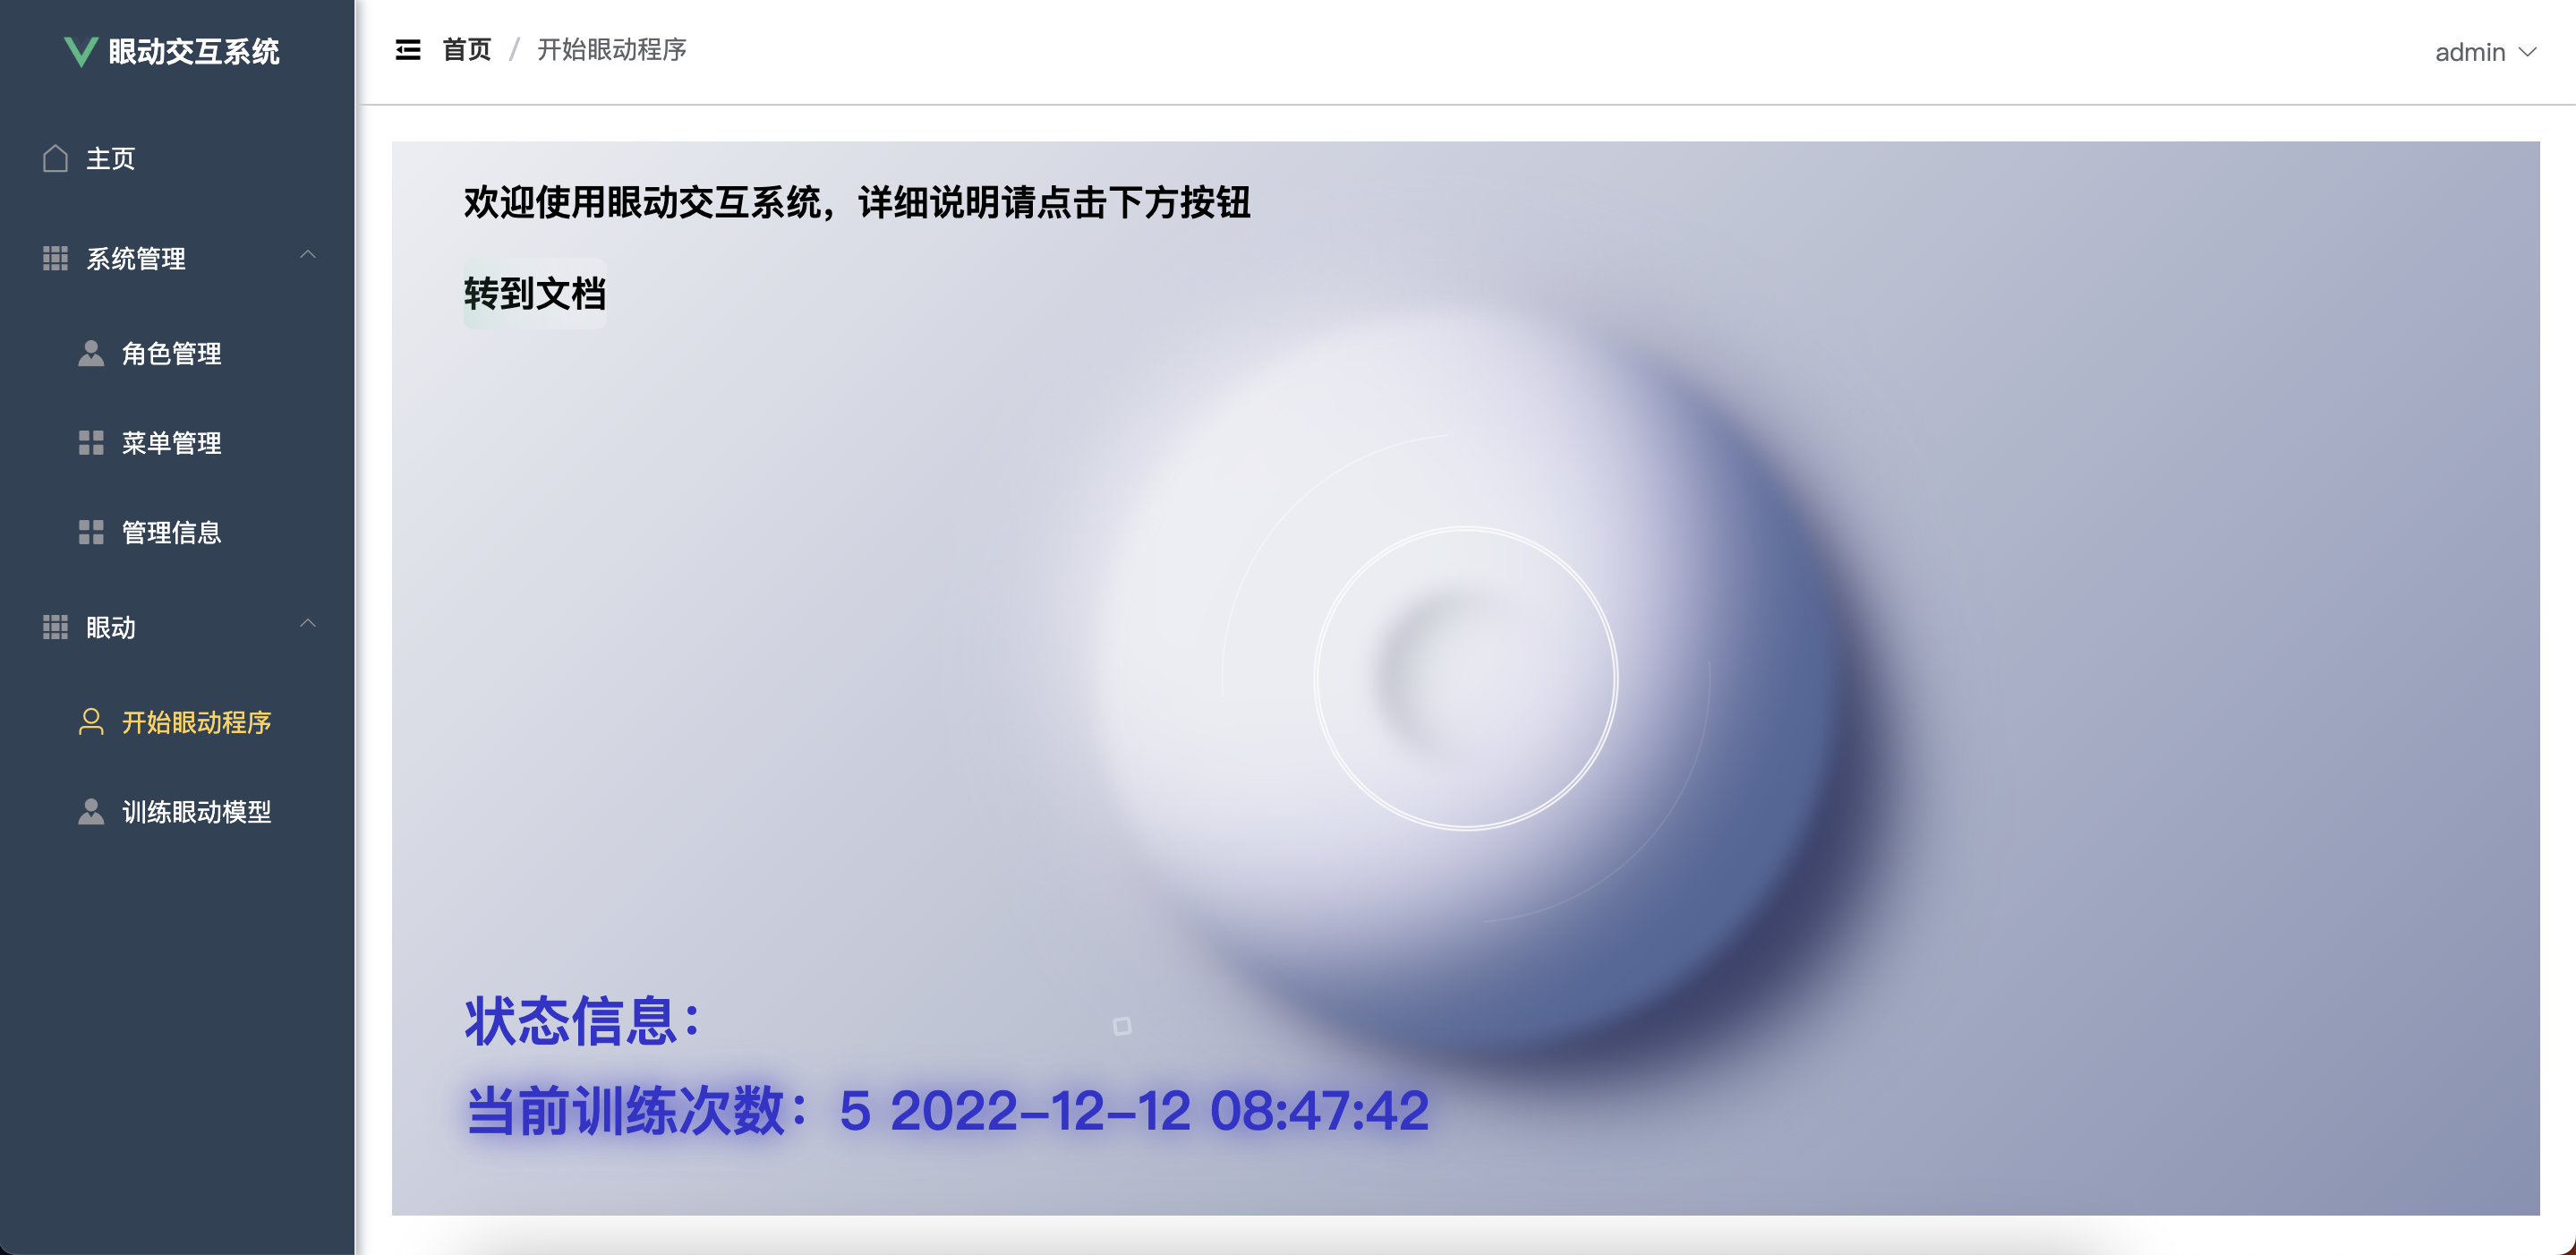 眼动交互系统
首页 / 开始眼动程序
admin
主页
系统管理
角色管理
菜单管理
管理信息
眼动
开始眼动程序
训练眼动模型
欢迎使用眼动交互系统，详细说明请点击下方按钮
转到文档
状态信息：
当前训练次数：5 2022-12-12 08:47:42